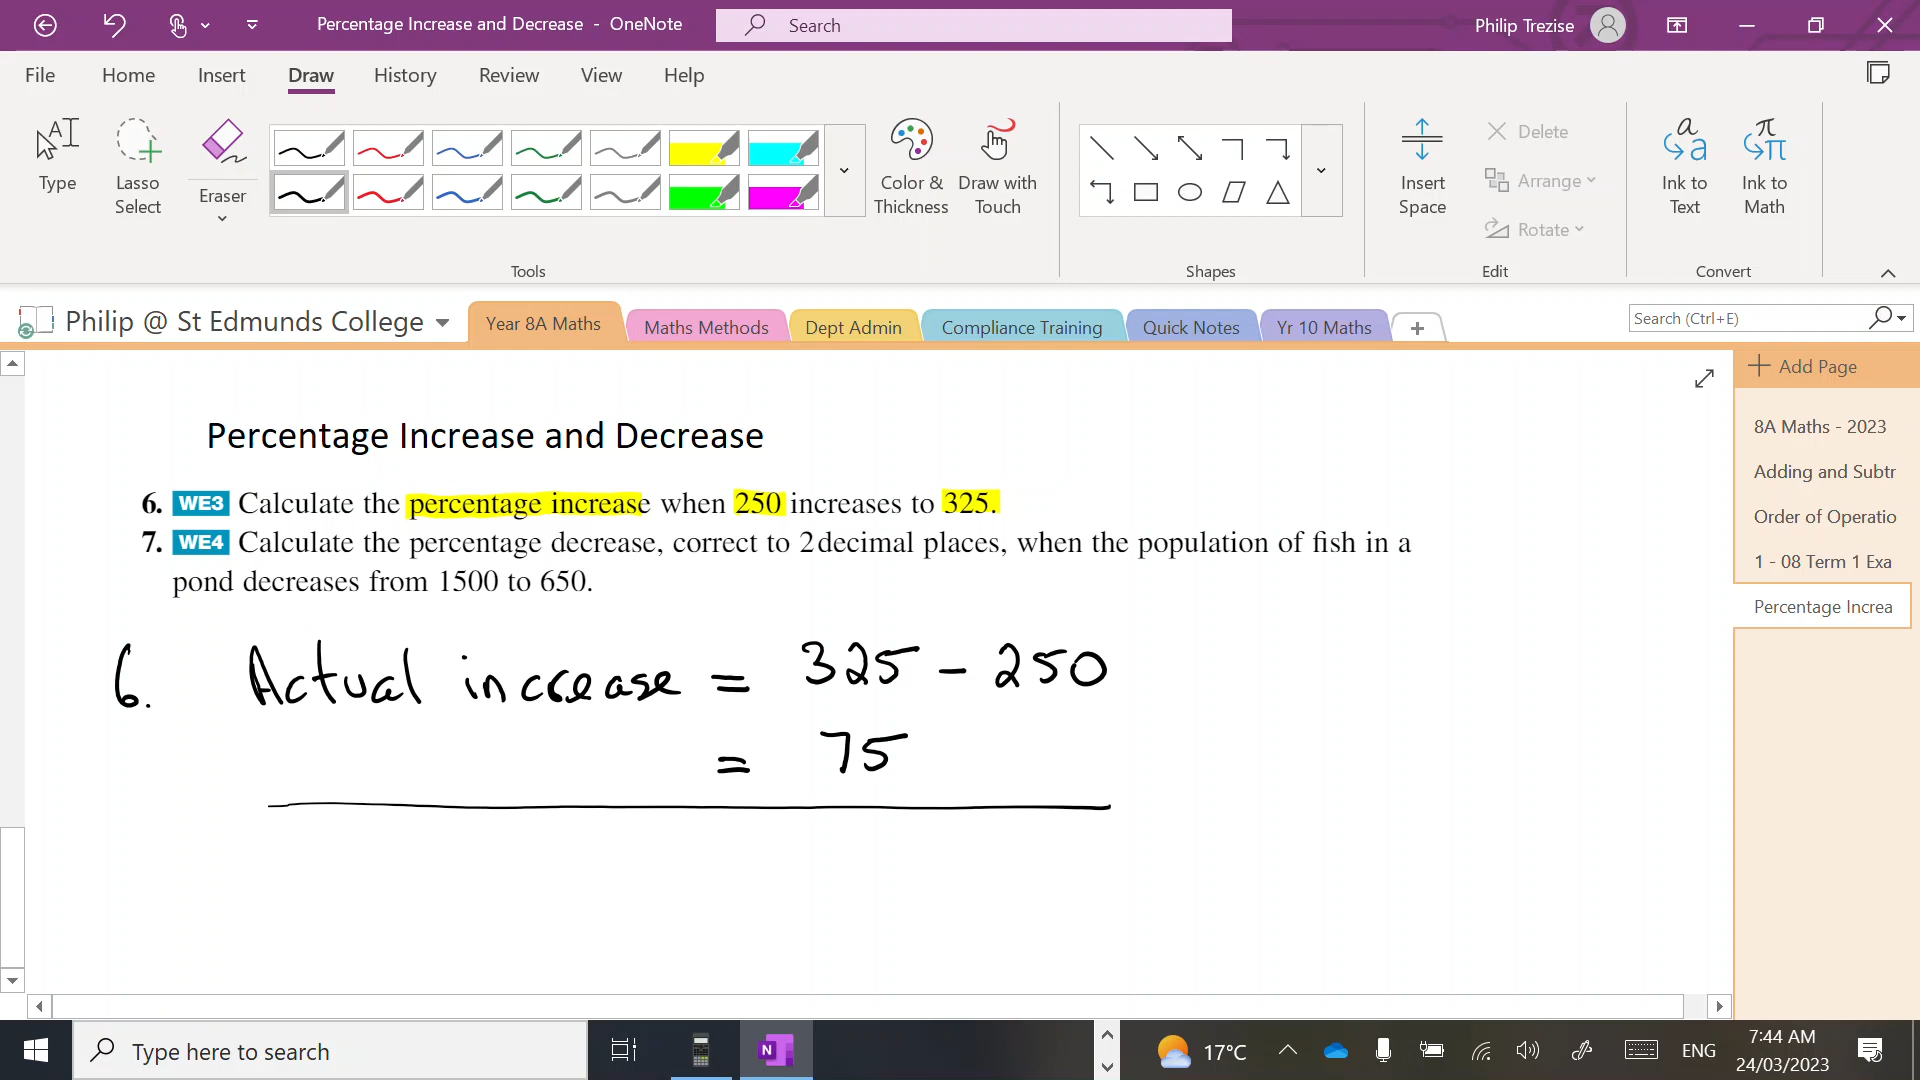 Percentage Increase and Decrease - OneNote
Search
Philip Trezise
File Home Insert Draw History Review View Help
Type
Lasso Select
Eraser
Color & Thickness
Draw with Touch
Insert Space
Delete
Arrange
Rotate
Ink to Text
Ink to Math
Tools
Shapes
Edit
Convert
Philip @ St Edmunds College
Year 8A Maths
Maths Methods
Dept Admin
Compliance Training
Quick Notes
Yr 10 Maths
Search (Ctrl+E)
Add Page
8A Maths - 2023
Adding and Subtr
Order of Operatio
1 - 08 Term 1 Exa
Percentage Increa
Percentage Increase and Decrease
6. WE3 Calculate the percentage increase when 250 increases to 325.
7. WE4 Calculate the percentage decrease, correct to 2 decimal places, when the population of fish in a
pond decreases from 1500 to 650.
6. Actual increase = 325 - 250
= 75
Type here to search
17°C
ENG
7:44 AM
24/03/2023